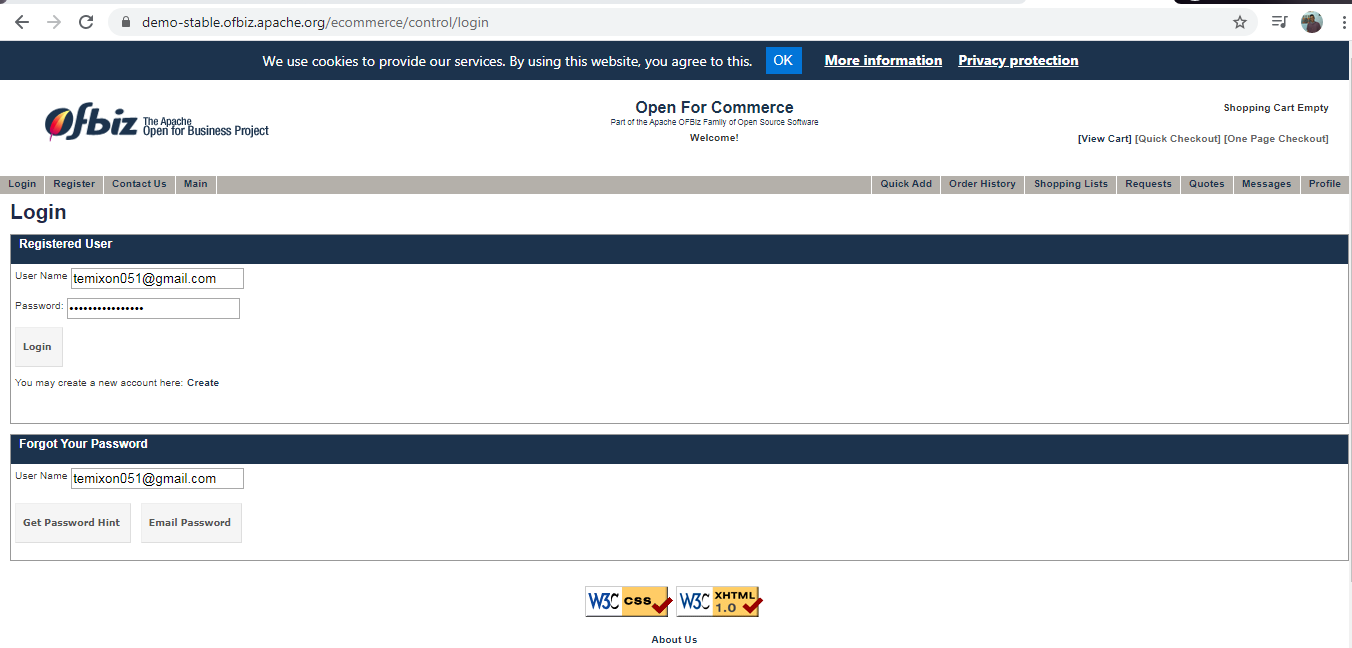 demo-stable.ofbiz.apache.org/ecommerce/control/login
We use cookies to provide our services. By using this website, you agree to this. OK More information Privacy protection
Ofbiz The Apache Open for Business Project
Open For Commerce
Part of the Apache OFBiz Family of Open Source Software
Welcome!
Shopping Cart Empty
[View Cart] [Quick Checkout] [One Page Checkout]
Login Register Contact Us Main Quick Add Order History Shopping Lists Requests Quotes Messages Profile
Login
Registered User
User Name temixon051@gmail.com
Password: ••••••••••••••••
Login
You may create a new account here: Create
Forgot Your Password
User Name temixon051@gmail.com
Get Password Hint Email Password
W3C CSS W3C XHTML 1.0
About Us